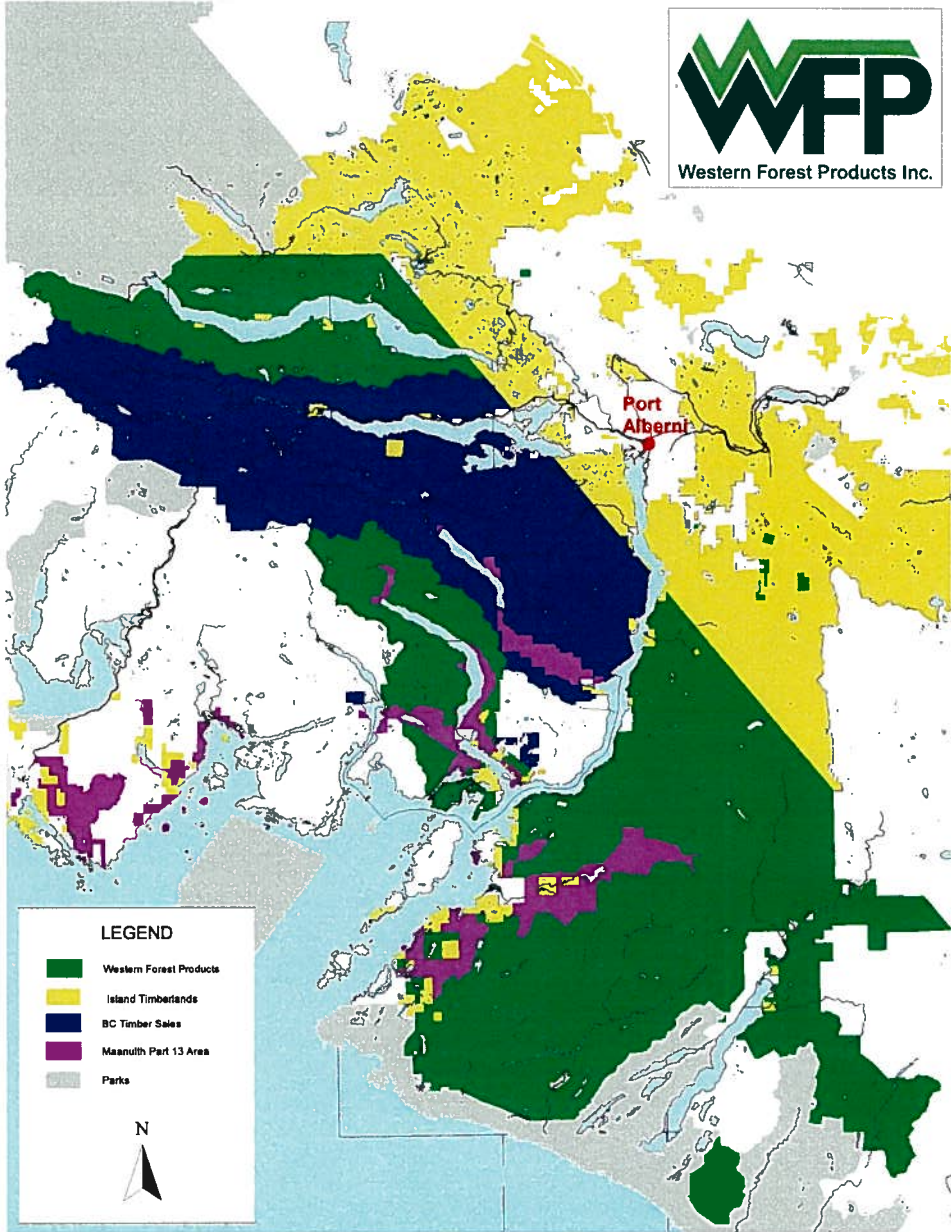 WFP
Western Forest Products Inc.
Port
Alberni
LEGEND
Western Forest Products
Island Timberlands
BC Timber Sales
Maanulth Part 13 Area
Parks
N